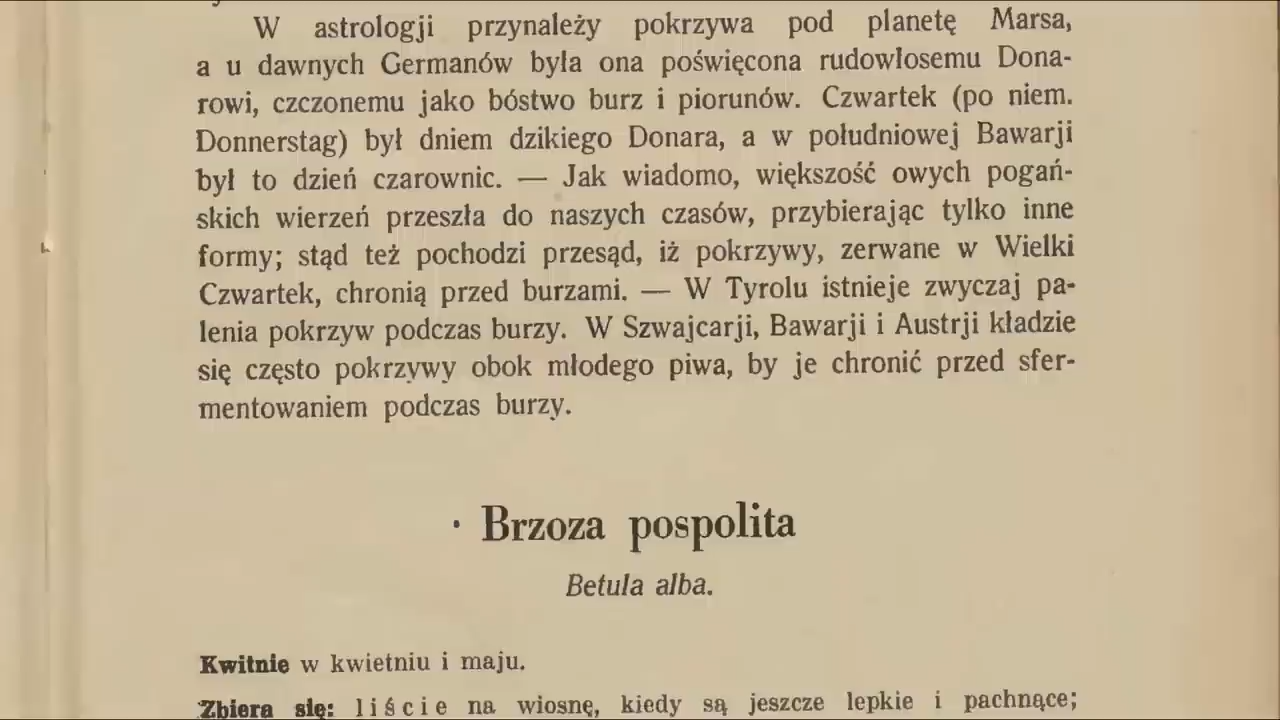 W astrologji przynależy pokrzywa pod planetę Marsa,
a u dawnych Germanów była ona poświęcona rudowłosemu Dona-
rowi, czczonemu jako bóstwo burz i piorunów. Czwartek (po niem.
Donnerstag) był dniem dzikiego Donara, a w południowej Bawarji
był to dzień czarownic. — Jak wiadomo, większość owych pogań-
skich wierzeń przeszła do naszych czasów, przybierając tylko inne
formy; stąd też pochodzi przesąd, iż pokrzywy, zerwane w Wielki
Czwartek, chronią przed burzami. — W Tyrolu istnieje zwyczaj pa-
lenia pokrzyw podczas burzy. W Szwajcarji, Bawarji i Austrji kładzie
się często pokrzywy obok młodego piwa, by je chronić przed sfer-
mentowaniem podczas burzy.
Brzoza pospolita
Betula alba.
Kwitnie w kwietniu i maju.
Zbiera się: liście na wiosnę, kiedy są jeszcze lepkie i pachnące;